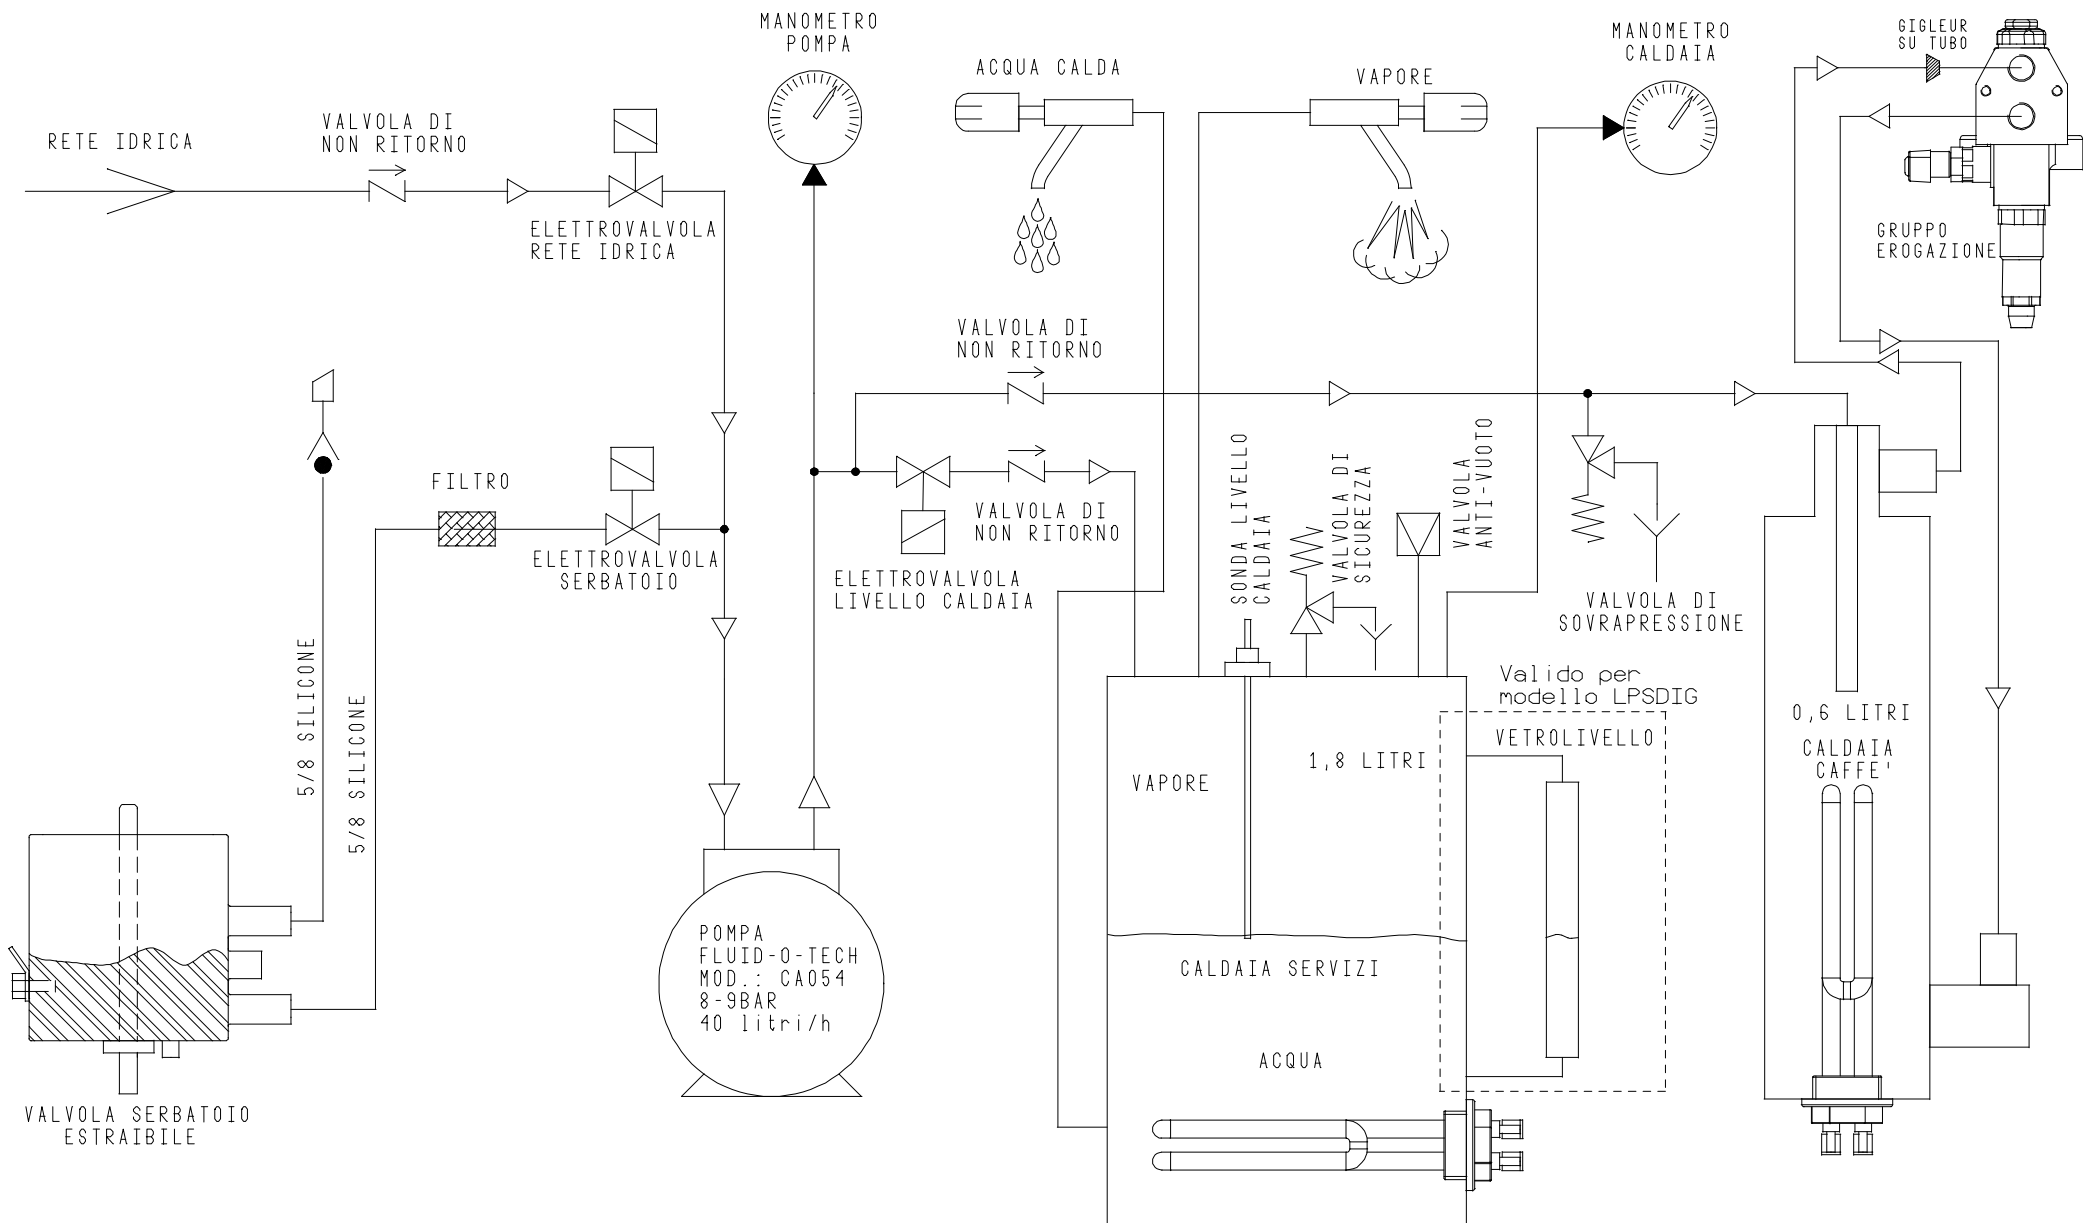 MANOMETRO
POMPA
ACQUA CALDA
VAPORE
MANOMETRO
CALDAIA
GIGLEUR
SU TUBO
RETE IDRICA
VALVOLA DI
NON RITORNO
ELETTROVALVOLA
RETE IDRICA
GRUPPO
EROGAZIONE
VALVOLA DI
NON RITORNO
FILTRO
ELETTROVALVOLA
SERBATOIO
VALVOLA DI
NON RITORNO
ELETTROVALVOLA
LIVELLO CALDAIA
SONDA LIVELLO
CALDAIA
VALVOLA DI
SICUREZZA
VALVOLA
ANTI-VUOTO
VALVOLA DI
SOVRAPRESSIONE
5/8 SILICONE
5/8 SILICONE
Valido per
modello LPSDIG
VETROLIVELLO
1,8 LITRI
VAPORE
0,6 LITRI
CALDAIA
CAFFE'
POMPA
FLUID-O-TECH
MOD.: CA054
8-9BAR
40 litri/h
CALDAIA SERVIZI
ACQUA
VALVOLA SERBATOIO
ESTRAIBILE